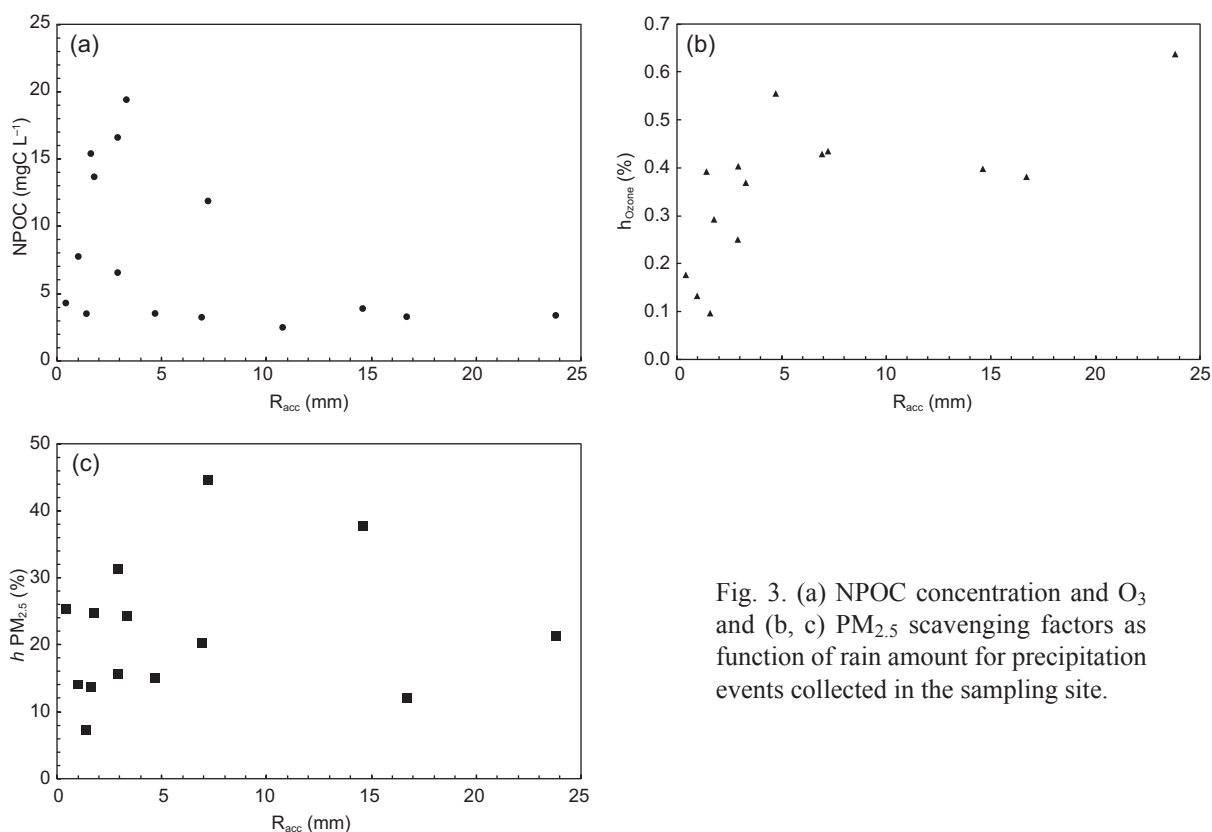 (a)
25
20
15
10
5
0
NPOC (mgC L⁻¹)
0 5 10 15 20 25
R_acc (mm)
(b)
0.7
0.6
0.5
0.4
0.3
0.2
0.1
0.0
h_Ozone (%)
0 5 10 15 20 25
R_acc (mm)
(c)
50
40
30
20
10
0
h PM₂.₅ (%)
0 5 10 15 20 25
R_acc (mm)
Fig. 3. (a) NPOC concentration and O₃
and (b, c) PM₂.₅ scavenging factors as
function of rain amount for precipitation
events collected in the sampling site.